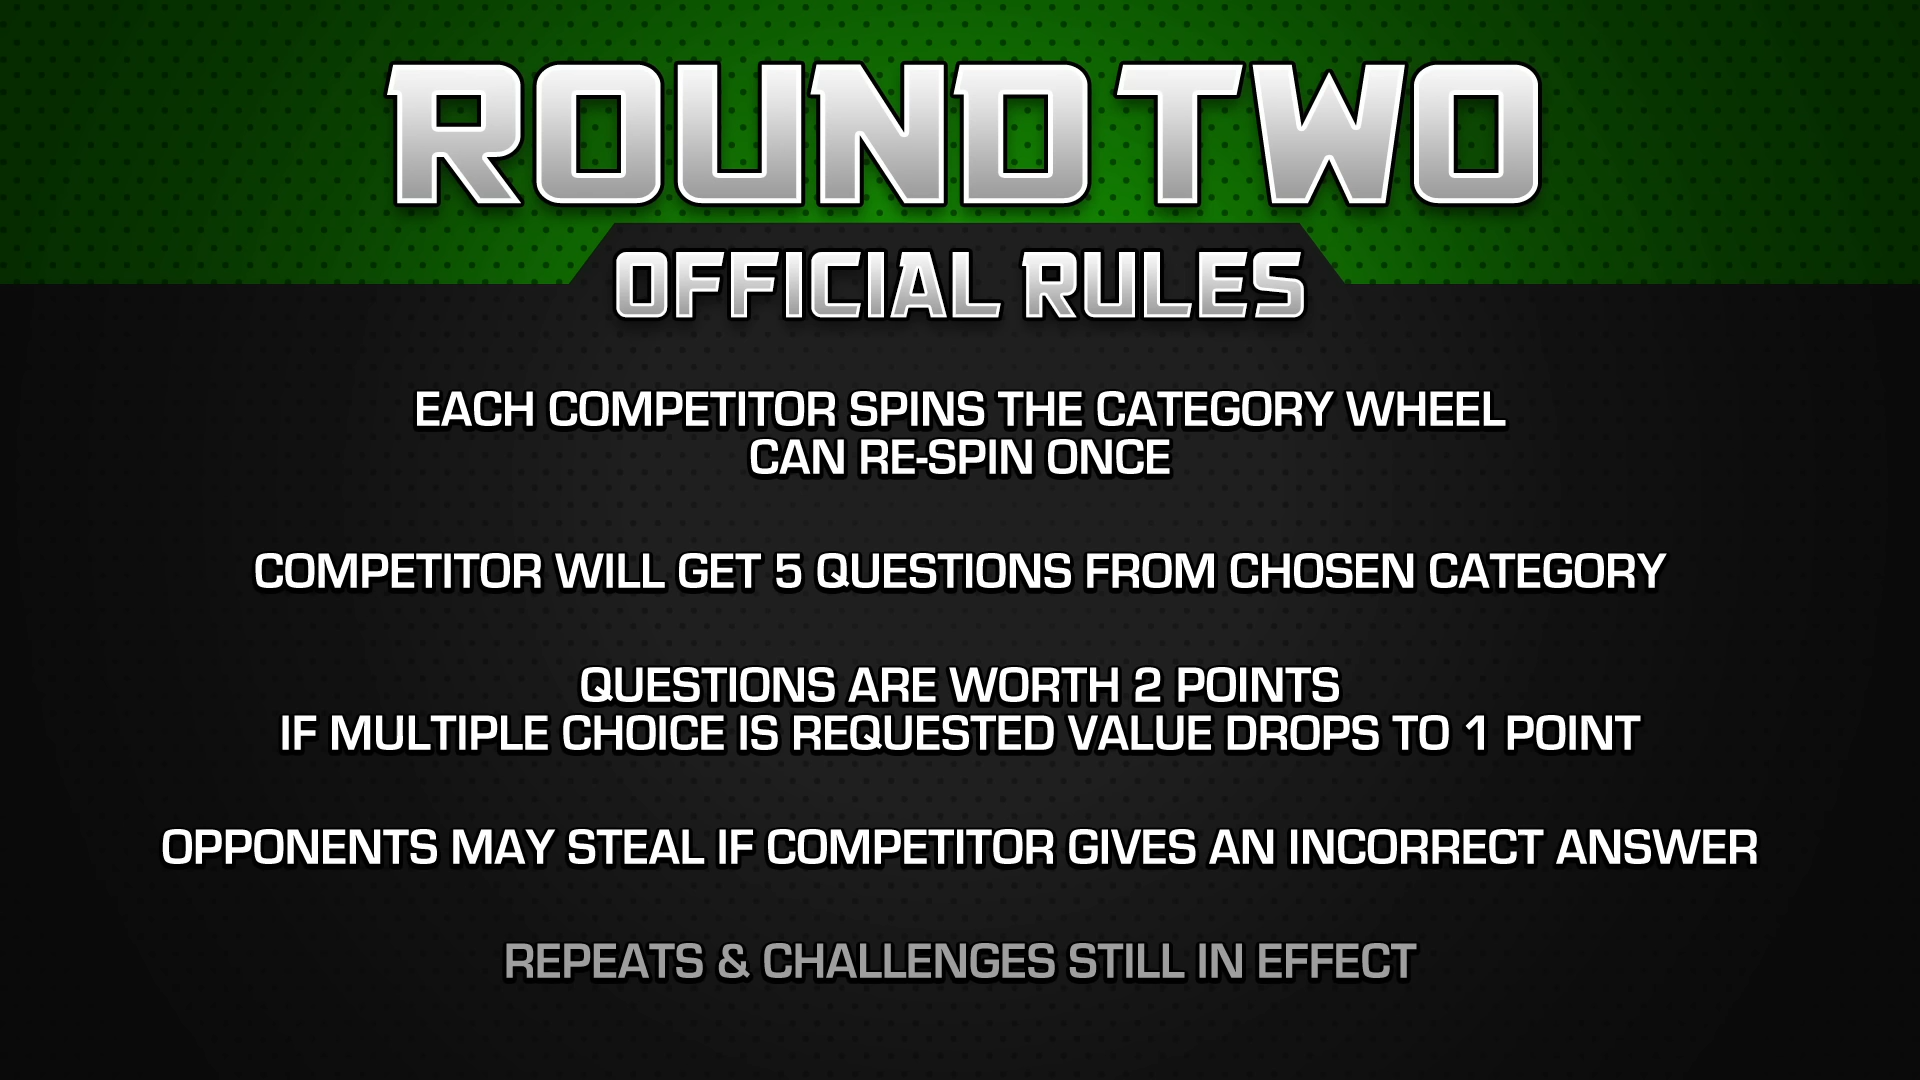 ROUND TWO
OFFICIAL RULES
EACH COMPETITOR SPINS THE CATEGORY WHEEL
CAN RE-SPIN ONCE
COMPETITOR WILL GET 5 QUESTIONS FROM CHOSEN CATEGORY
QUESTIONS ARE WORTH 2 POINTS
IF MULTIPLE CHOICE IS REQUESTED VALUE DROPS TO 1 POINT
OPPONENTS MAY STEAL IF COMPETITOR GIVES AN INCORRECT ANSWER
REPEATS & CHALLENGES STILL IN EFFECT